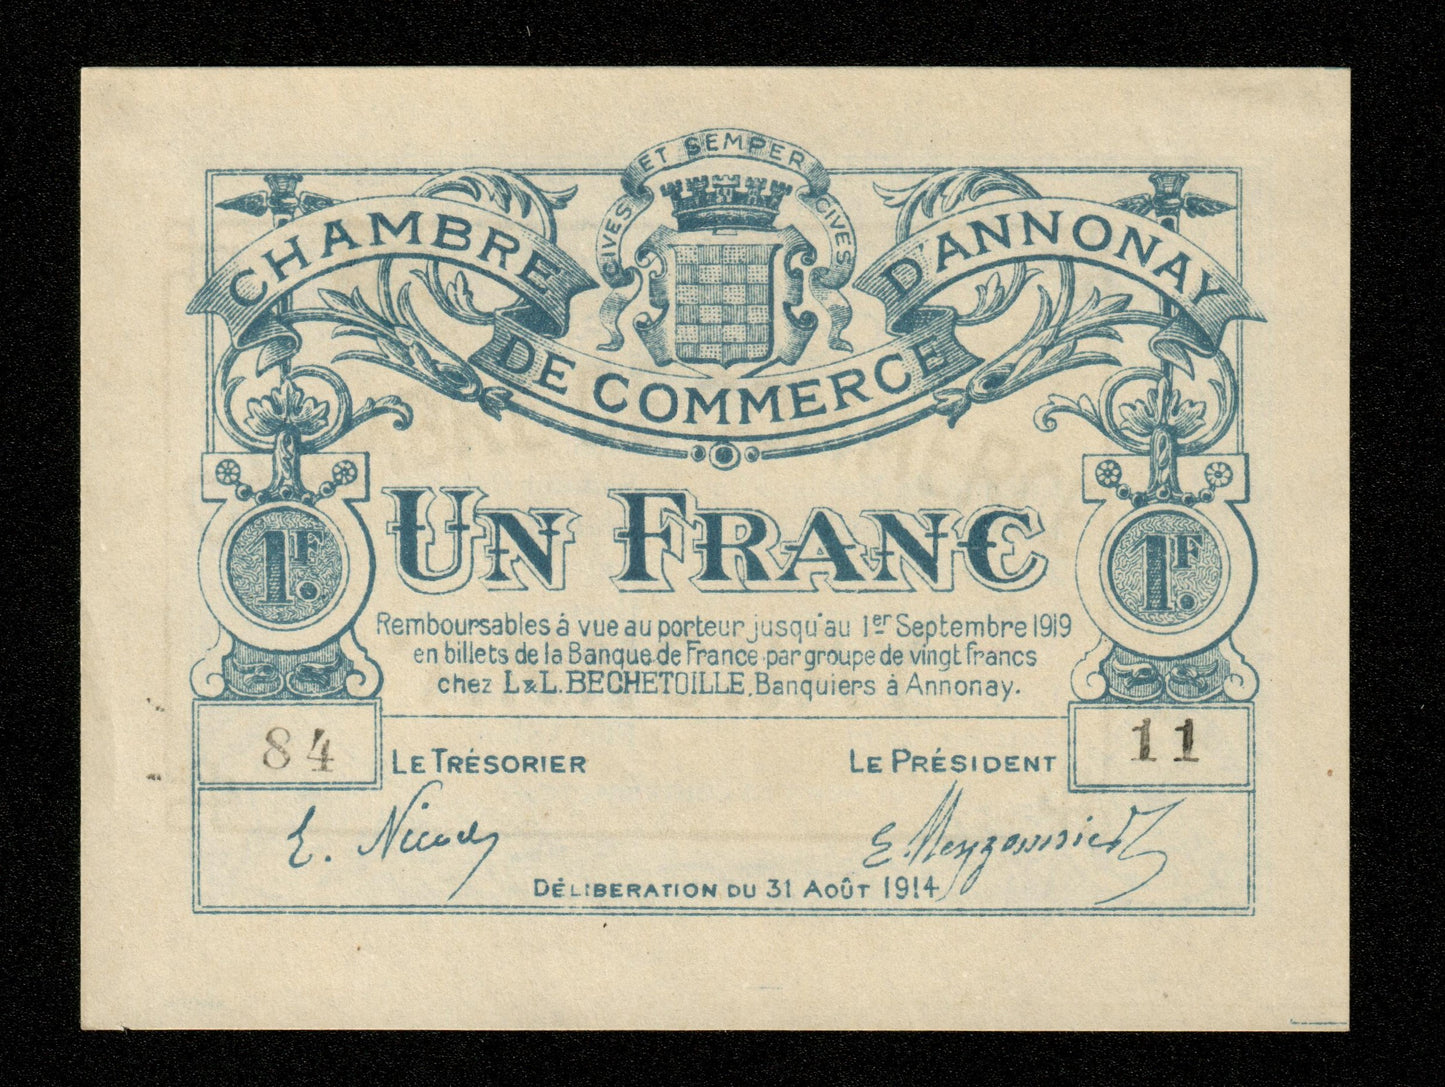 CIVES ET SEMPER CIVES
CHAMBRE DE COMMERCE D'ANNONAY
UN FRANC
1F.
1F.
Remboursables à vue au porteur jusqu'au 1er Septembre 1919
en billets de la Banque de France par groupe de vingt francs
chez L&L. BECHETOILLE, Banquiers à Annonay.
84
LE TRÉSORIER
LE PRÉSIDENT
11
E. Nicod
DÉLIBERATION DU 31 AOÛT 1914